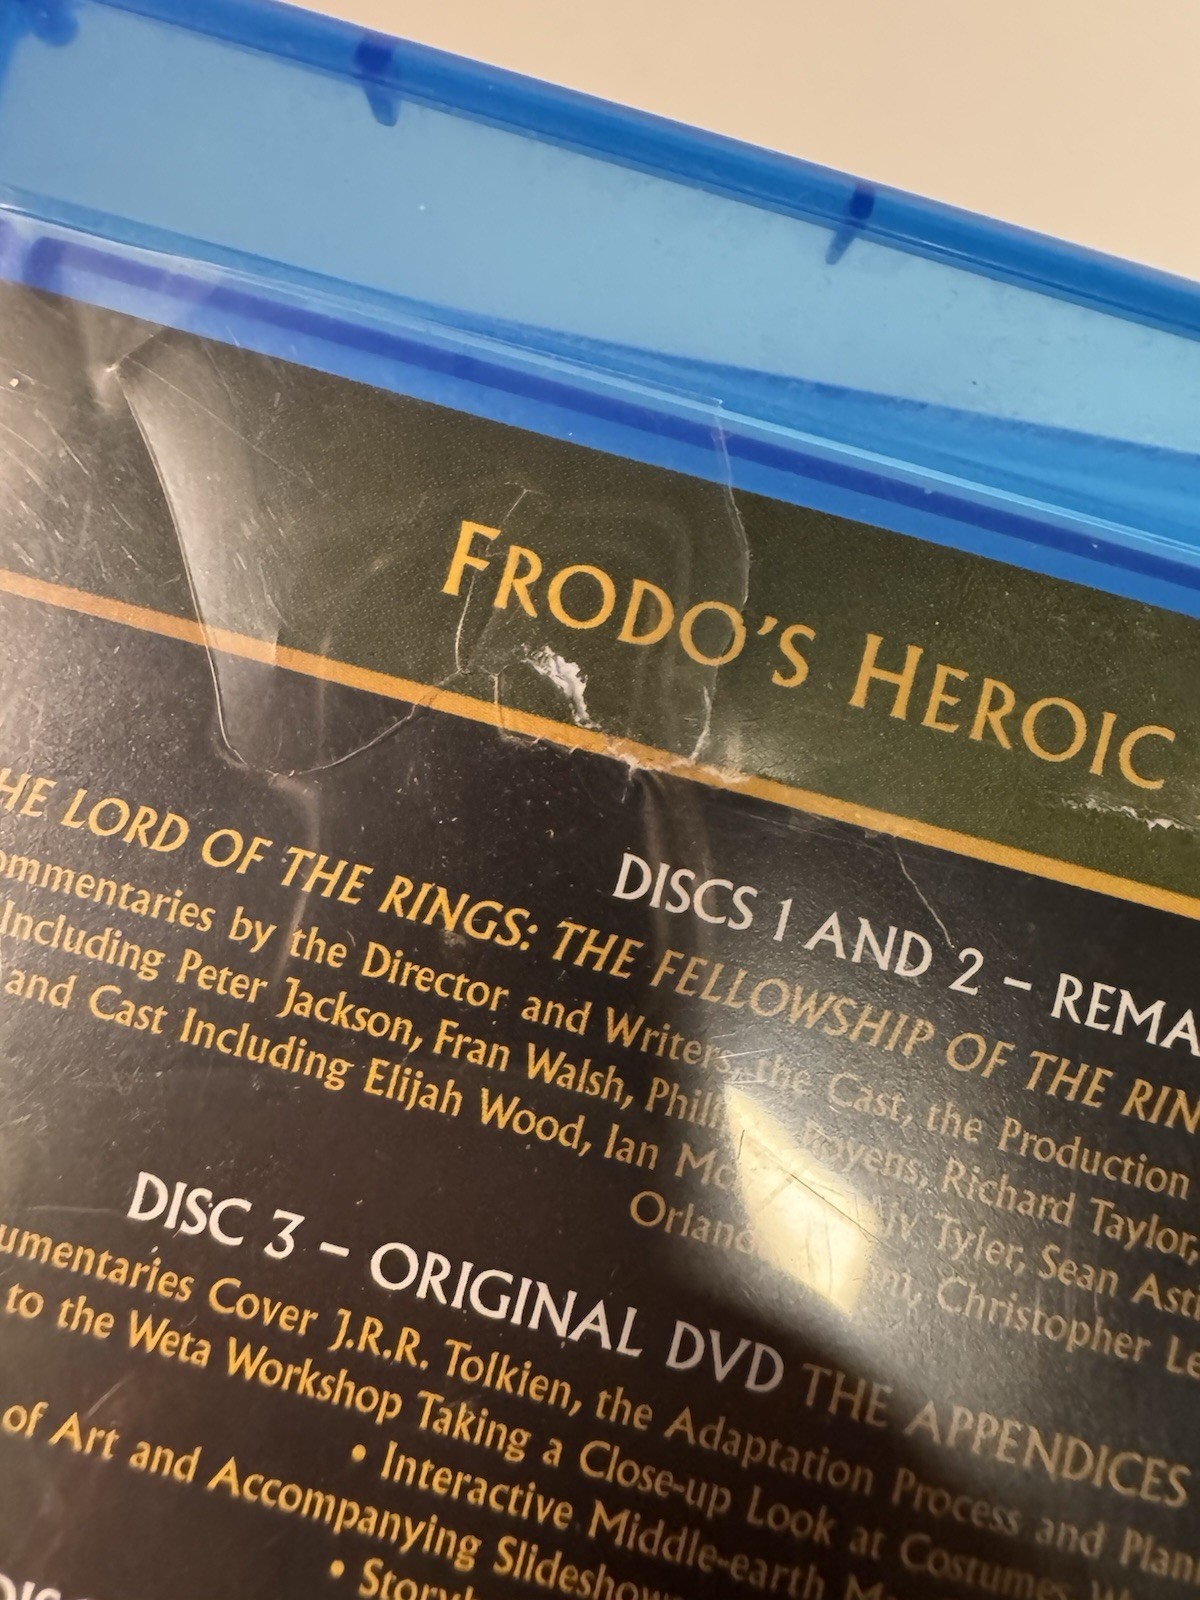 FRODO'S HEROIC
DISCS 1 AND 2 – REMA
HE LORD OF THE RINGS: THE FELLOWSHIP OF THE RIN
ommentaries by the Director and Writers, the Cast, the Production
Including Peter Jackson, Fran Walsh, Boyens, Richard Taylor,
and Cast Including Elijah Wood, Ian Tyler, Sean Ast
Christopher Le
DISC 3 – ORIGINAL DVD THE APPENDICES
umentaries Cover J.R.R. Tolkien, the Adaptation Process and Plan
to the Weta Workshop Taking a Close-up Look at Costumes, W
• Interactive Middle-earth
of Art and Accompanying Slideshow